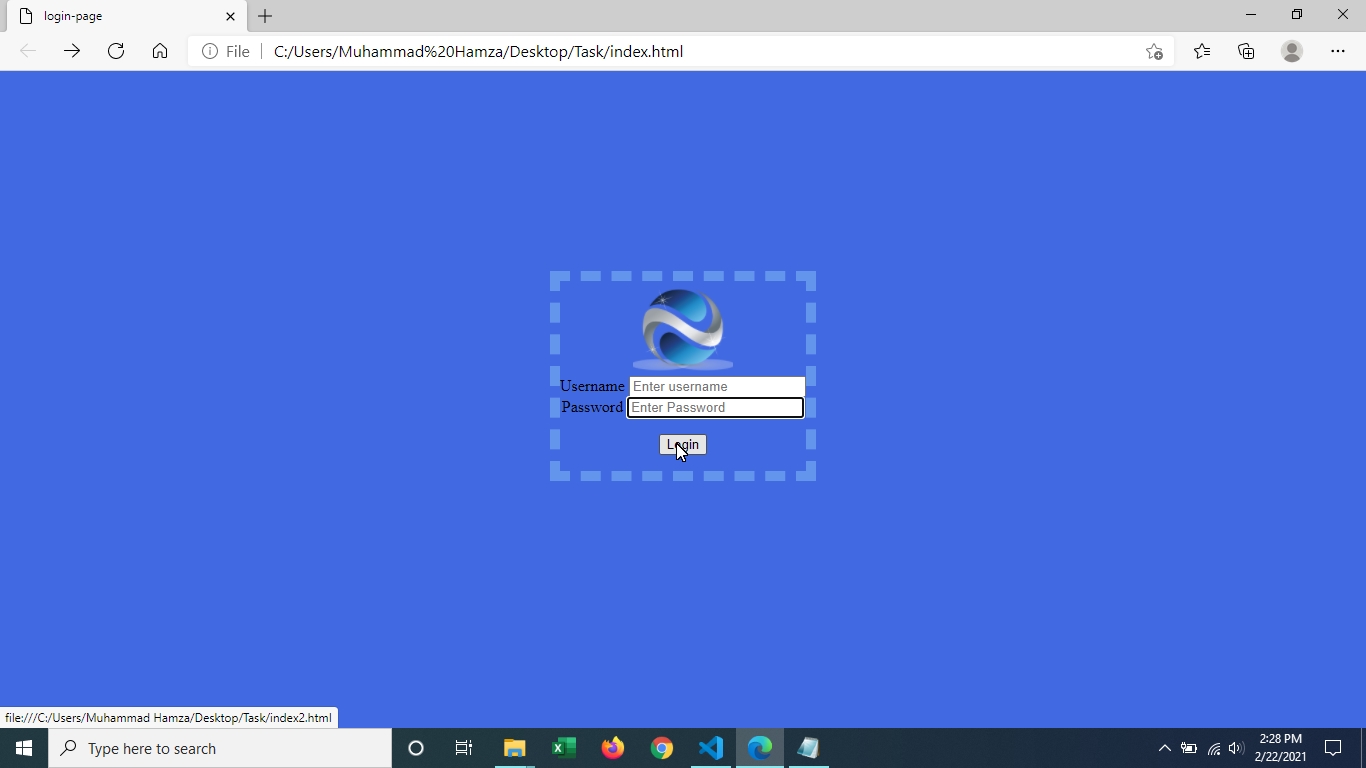 login-page
File
C:/Users/Muhammad%20Hamza/Desktop/Task/index.html
Username Enter username
Password Enter Password
Login
file:///C:/Users/Muhammad Hamza/Desktop/Task/index2.html
Type here to search
2:28 PM
2/22/2021